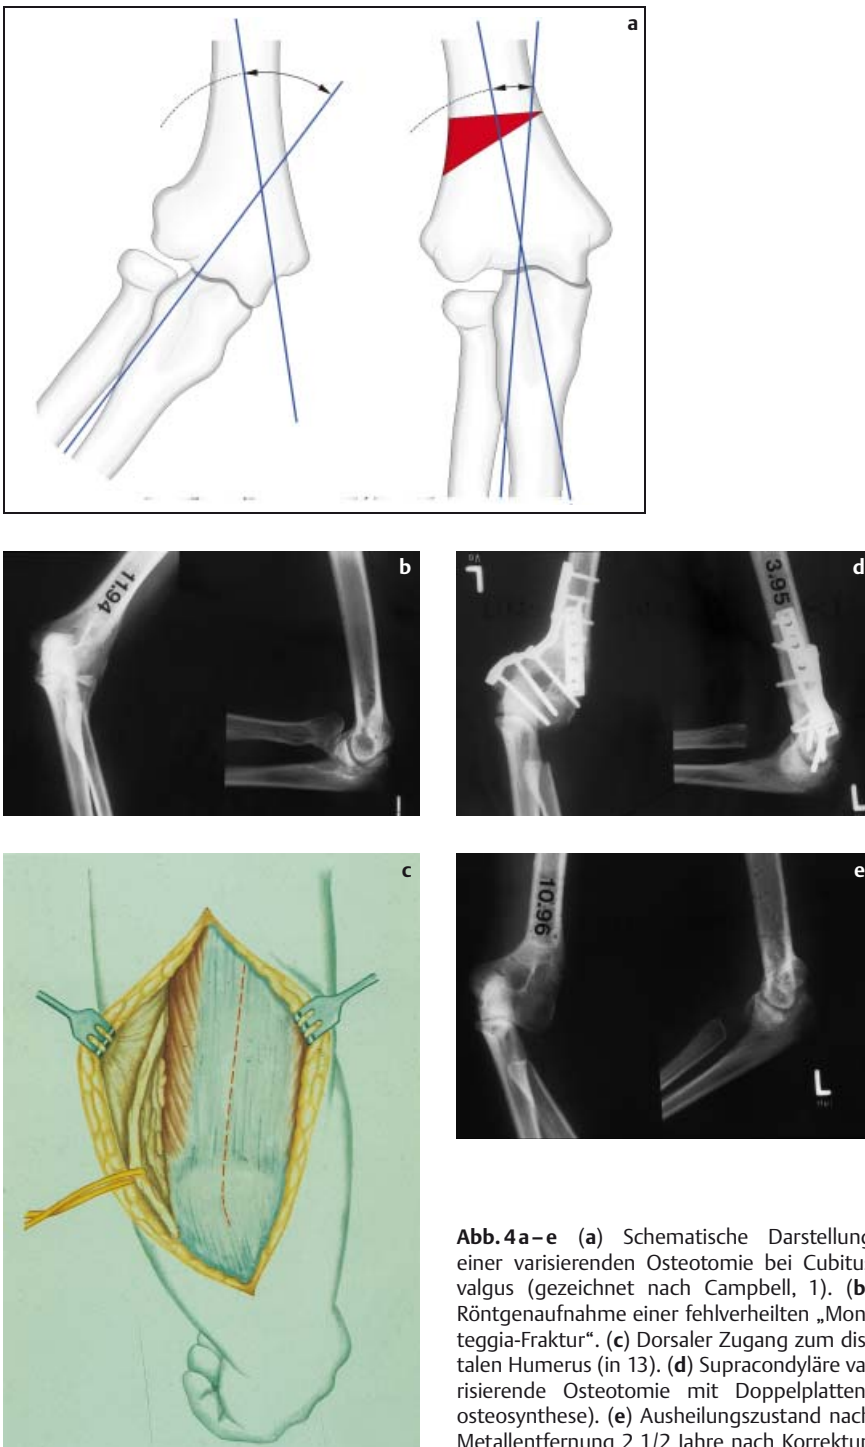 a
b
11.94
d
3.95
L
L
c
e
10.96
L
Abb. 4 a – e (a) Schematische Darstellung
einer varisierenden Osteotomie bei Cubitu
valgus (gezeichnet nach Campbell, 1). (b
Röntgenaufnahme einer fehlverheilten „Mon
teggia-Fraktur“. (c) Dorsaler Zugang zum dis
talen Humerus (in 13). (d) Supracondyläre va
risierende Osteotomie mit Doppelplatten
osteosynthese). (e) Ausheilungszustand nach
Metallentfernung 2 1/2 Jahre nach Korrektur